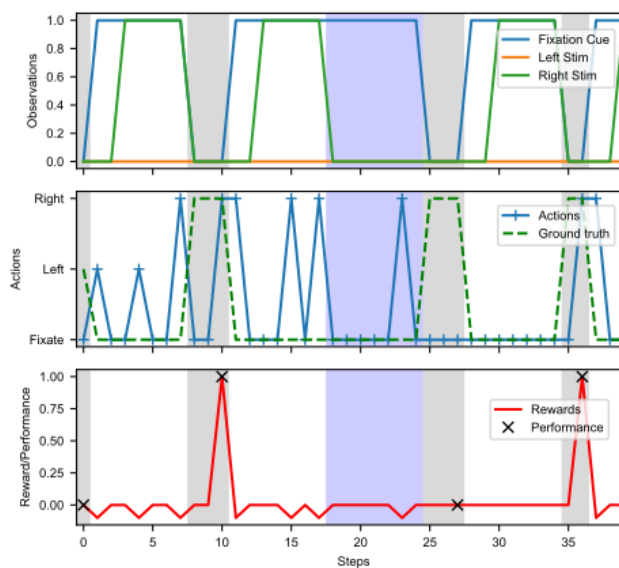 Observations
1.0
0.8
0.6
0.4
0.2
0.0
Fixation Cue
Left Stim
Right Stim
Actions
Right
Left
Fixate
Actions
Ground truth
Reward/Performance
1.00
0.75
0.50
0.25
0.00
Rewards
Performance
0 5 10 15 20 25 30 35
Steps